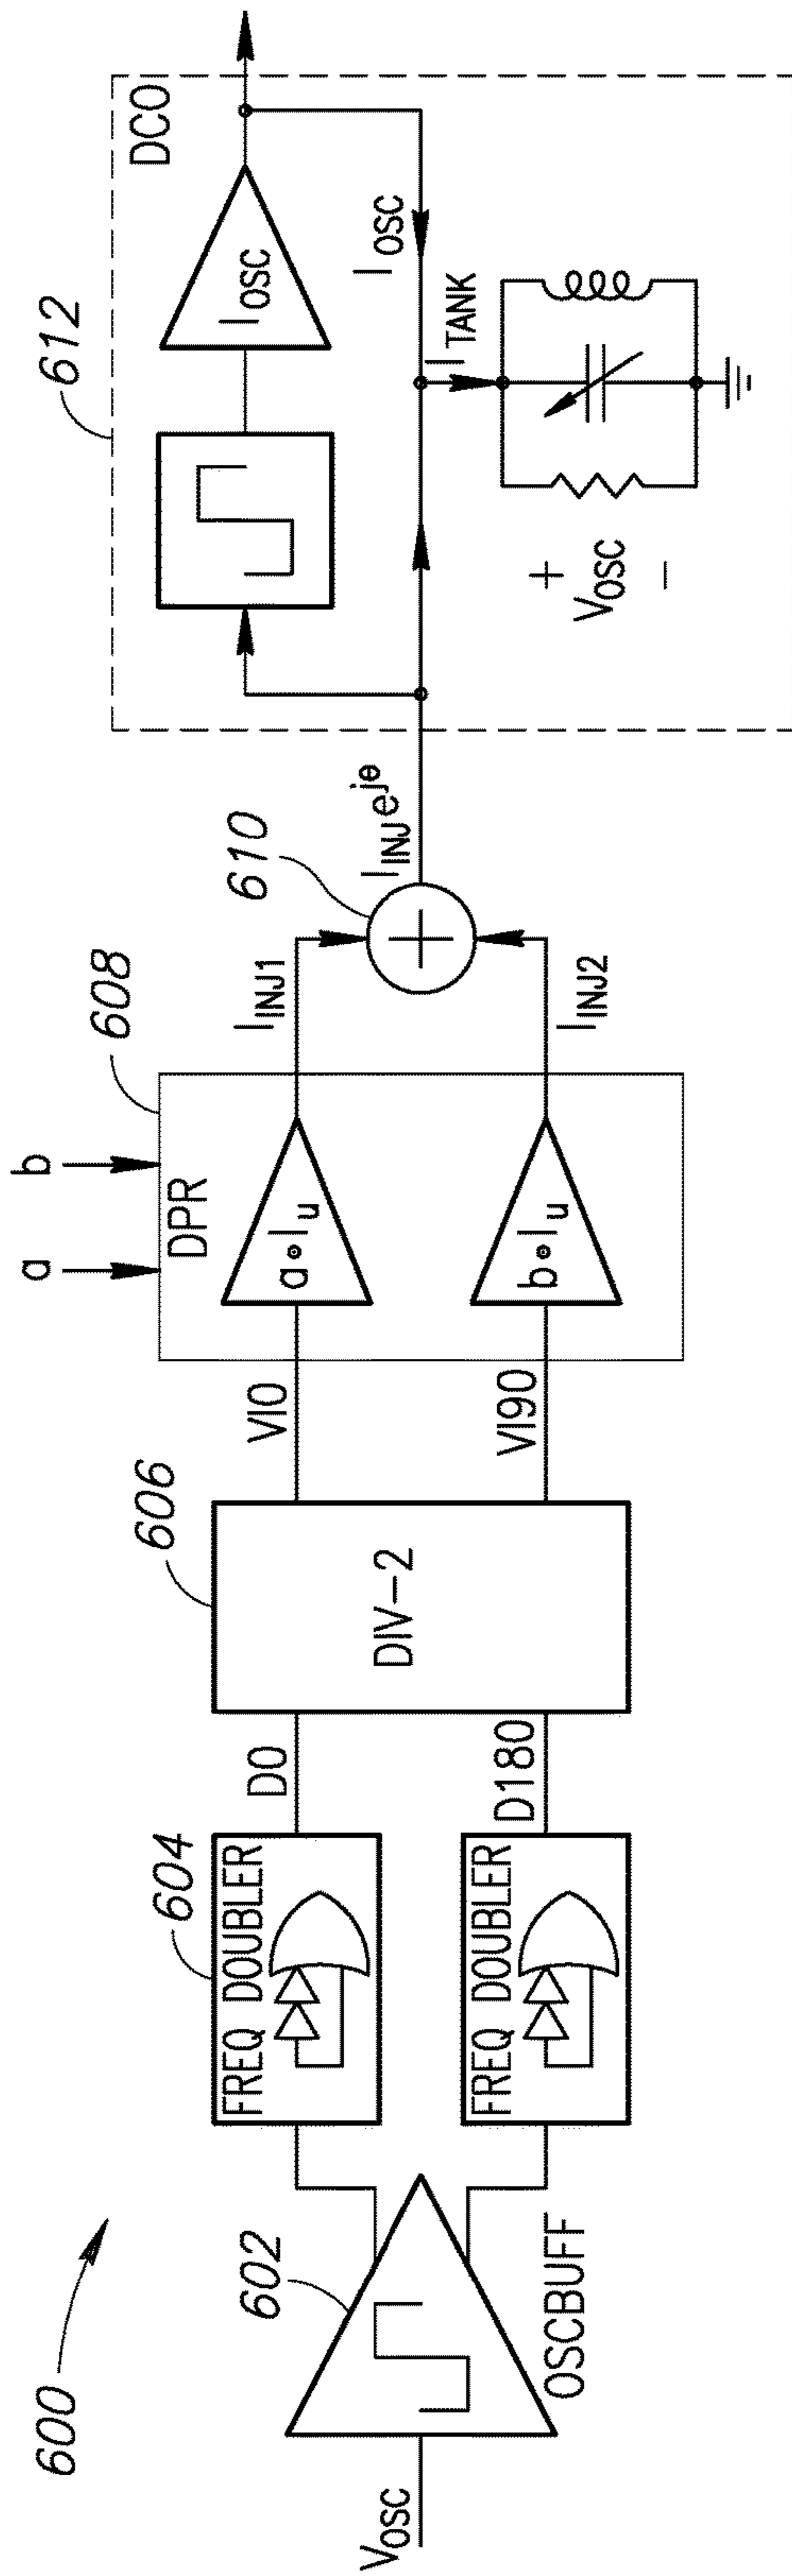 600
V_OSC
602
OSCBUFF
604
FREQ DOUBLER
FREQ DOUBLER
D0
D180
606
DIV-2
VI0
VI90
a
b
608
DPR
a∘I_u
b∘I_u
I_INJ1
I_INJ2
610
+
I_INJ e^jθ
612
DCO
I_OSC
I_OSC
I_TANK
+
V_OSC
−